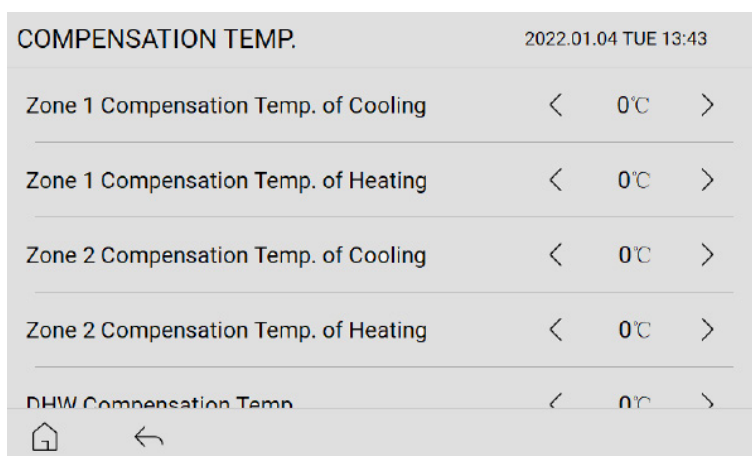 COMPENSATION TEMP. 2022.01.04 TUE 13:43
Zone 1 Compensation Temp. of Cooling 0℃
Zone 1 Compensation Temp. of Heating 0℃
Zone 2 Compensation Temp. of Cooling 0℃
Zone 2 Compensation Temp. of Heating 0℃
DHW Compensation Temp 0℃